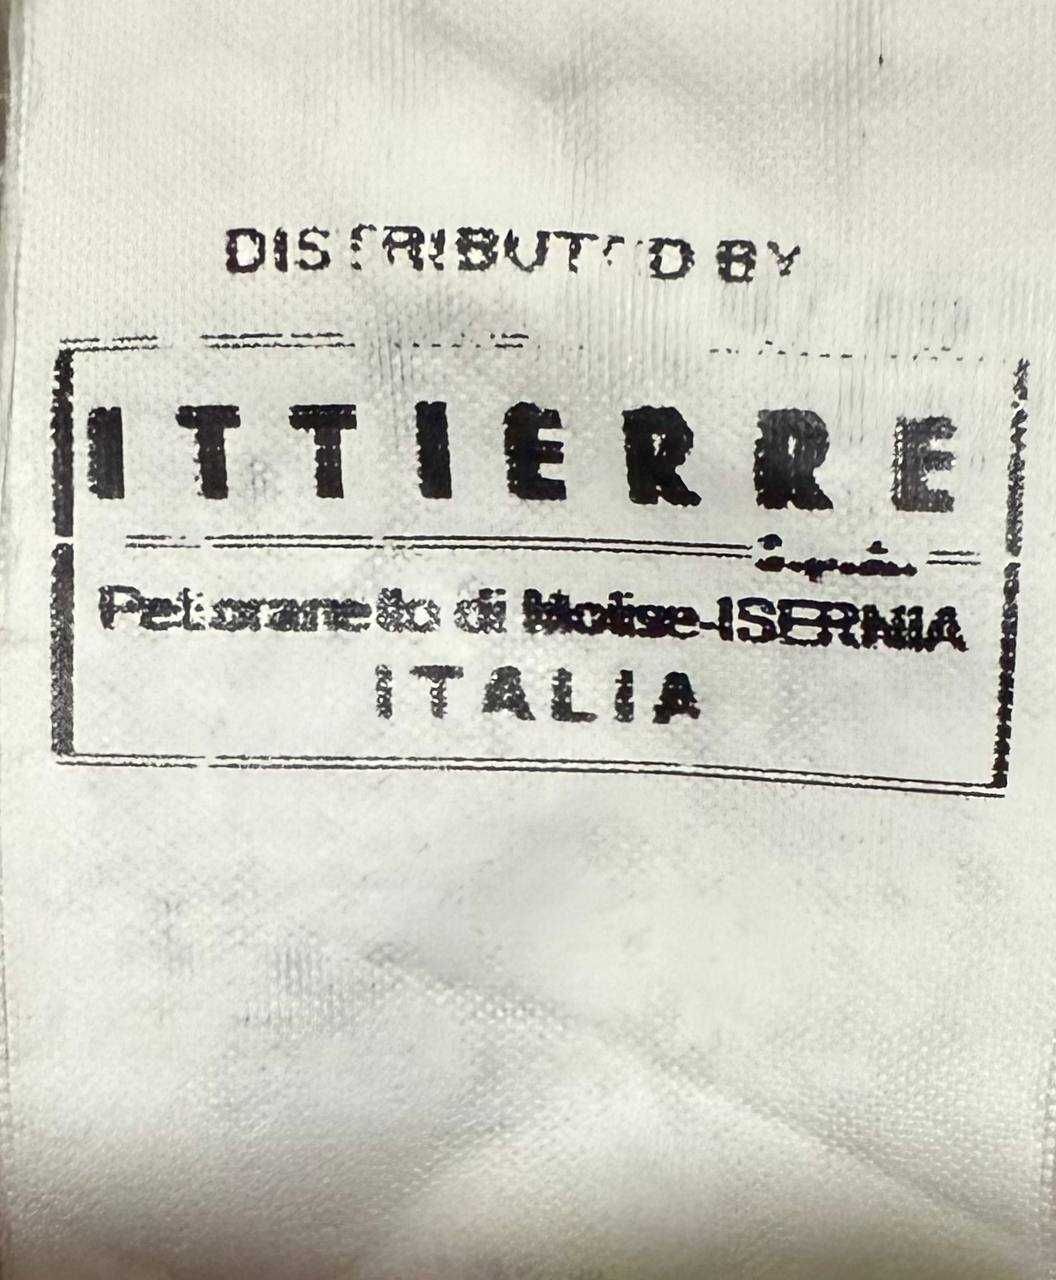 DISTRIBUTED BY
ITTIERRE
Pettoranello di Molise-ISERNIA
ITALIA